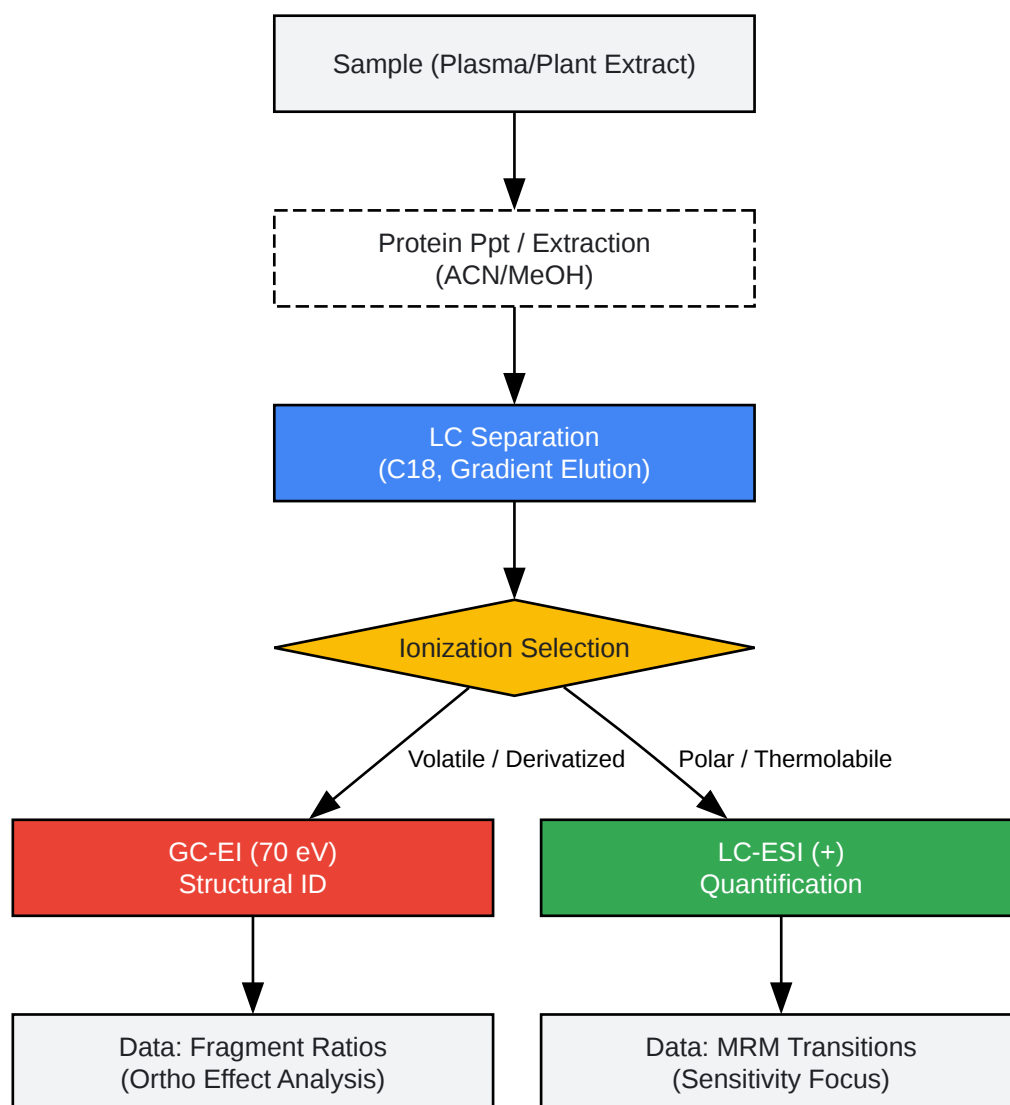 Sample (Plasma/Plant Extract)
Protein Ppt / Extraction
(ACN/MeOH)
LC Separation
(C18, Gradient Elution)
Ionization Selection
Volatile / Derivatized
Polar / Thermolabile
GC-EI (70 eV)
Structural ID
LC-ESI (+)
Quantification
Data: Fragment Ratios
(Ortho Effect Analysis)
Data: MRM Transitions
(Sensitivity Focus)